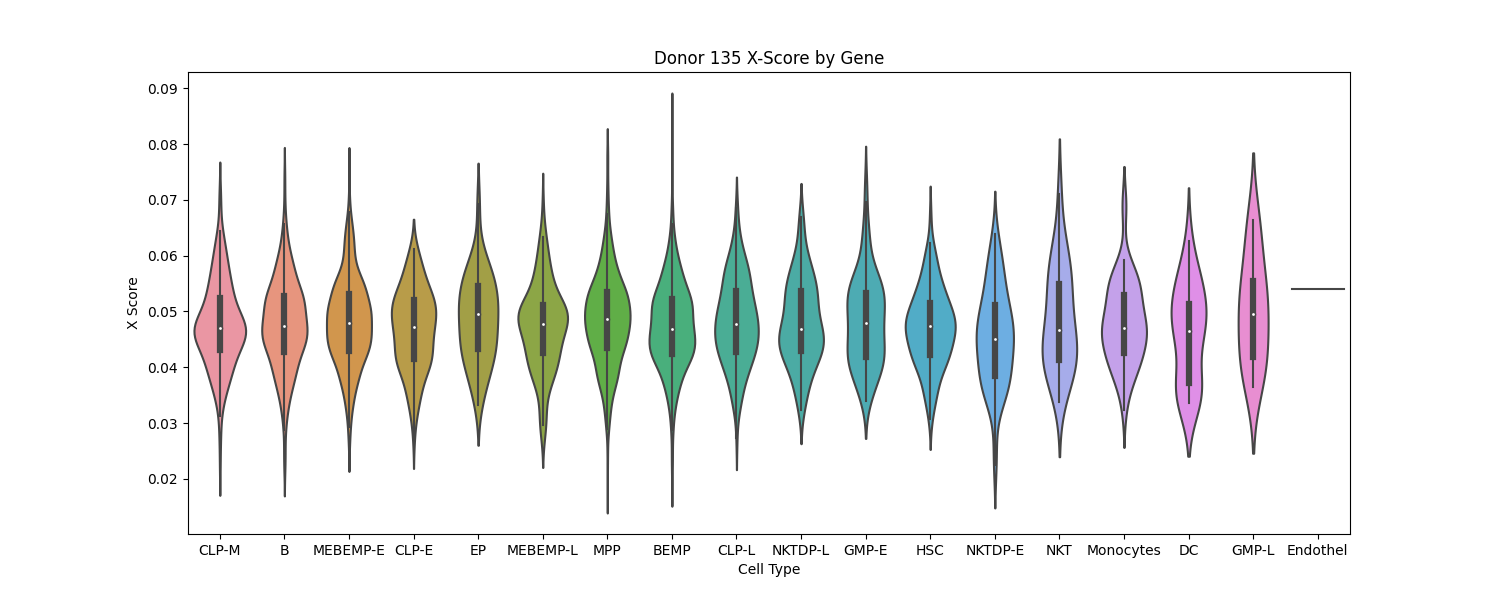 Donor 135 X-Score by Gene
0.09
0.08
0.07
0.06
0.05
0.04
0.03
0.02
X Score
CLP-M B MEBEMP-E CLP-E EP MEBEMP-L MPP BEMP CLP-L NKTDP-L GMP-E HSC NKTDP-E NKT Monocytes DC GMP-L Endothel
Cell Type